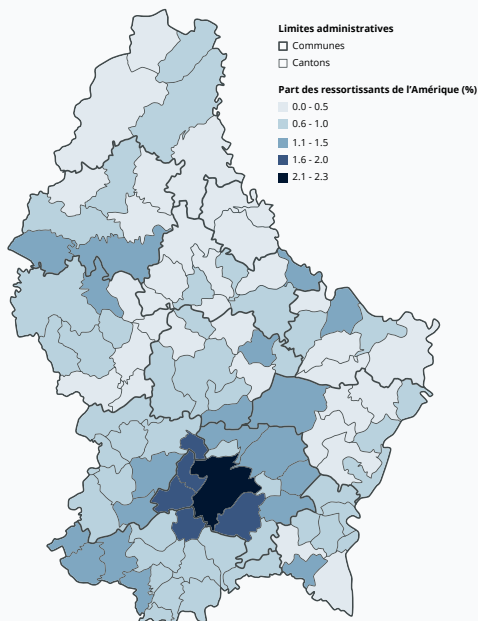 Limites administratives
Communes
Cantons
Part des ressortissants de l'Amérique (%)
0.0 - 0.5
0.6 - 1.0
1.1 - 1.5
1.6 - 2.0
2.1 - 2.3